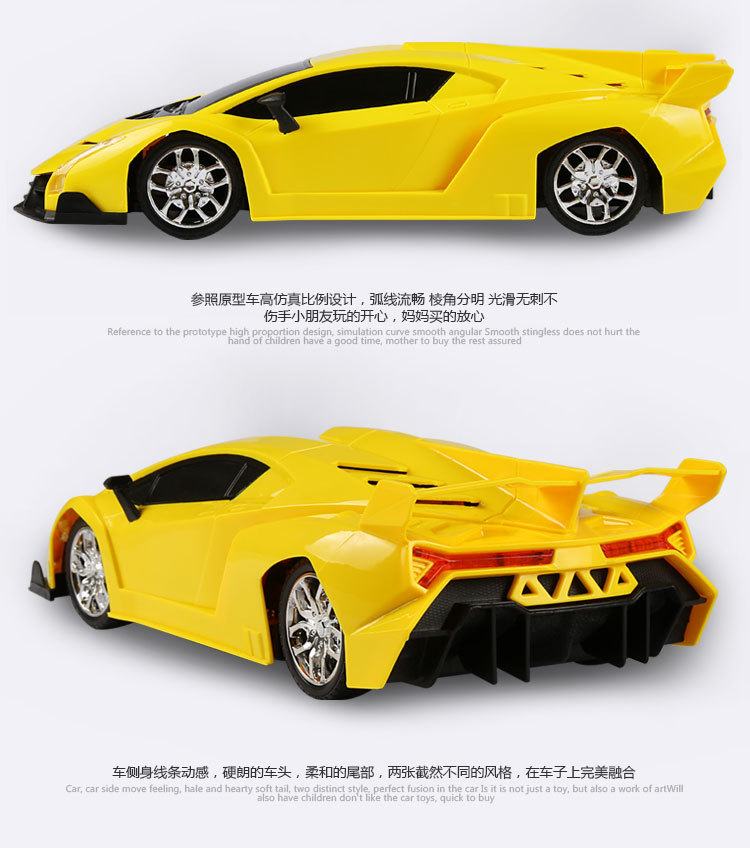 参照原型车高仿真比例设计，弧线流畅 棱角分明 光滑无刺不
伤手小朋友玩的开心，妈妈买的放心
Reference to the prototype high proportion design, simulation curve smooth angular Smooth stingless does not hurt the
hand of children have a good time, mother to buy the rest assured
车侧身线条动感，硬朗的车头，柔和的尾部，两张截然不同的风格，在车子上完美融合
Car, car side move feeling, hale and hearty soft tail, two distinct style, perfect fusion in the car Is it is not just a toy, but also a work of artWill
also have children don't like the car toys, quick to buy